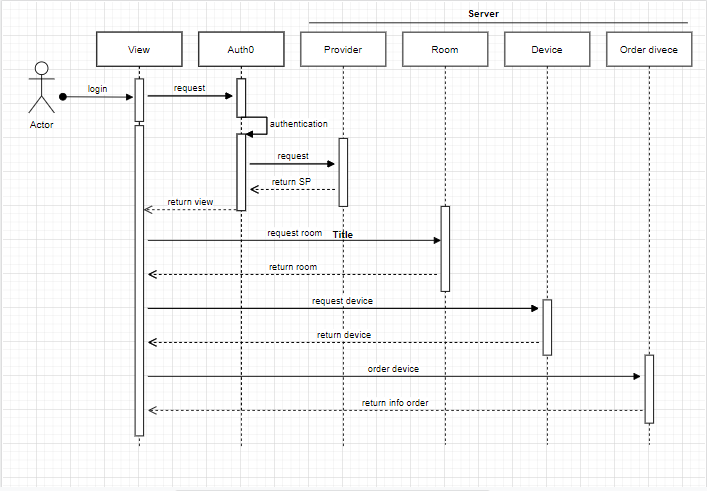 Server
View
Auth0
Provider
Room
Device
Order divece
login
request
Actor
authentication
request
return SP
return view
request room
Title
return room
request device
return device
order device
return info order